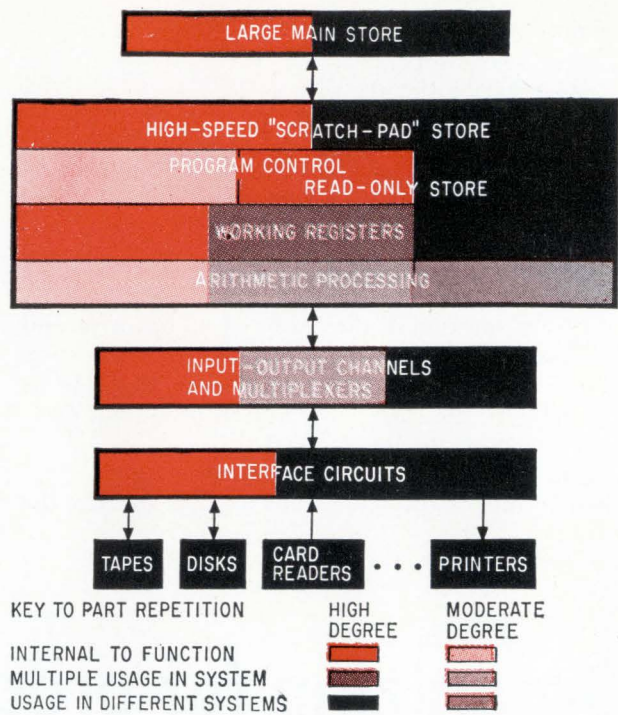 LARGE MAIN STORE
HIGH-SPEED "SCRATCH-PAD" STORE
PROGRAM CONTROL
READ-ONLY STORE
WORKING REGISTERS
ARITHMETIC PROCESSING
INPUT-OUTPUT CHANNELS
AND MULTIPLEXERS
INTERFACE CIRCUITS
TAPES
DISKS
CARD
READERS
• • •
PRINTERS
KEY TO PART REPETITION
HIGH
DEGREE
MODERATE
DEGREE
INTERNAL TO FUNCTION
MULTIPLE USAGE IN SYSTEM
USAGE IN DIFFERENT SYSTEMS